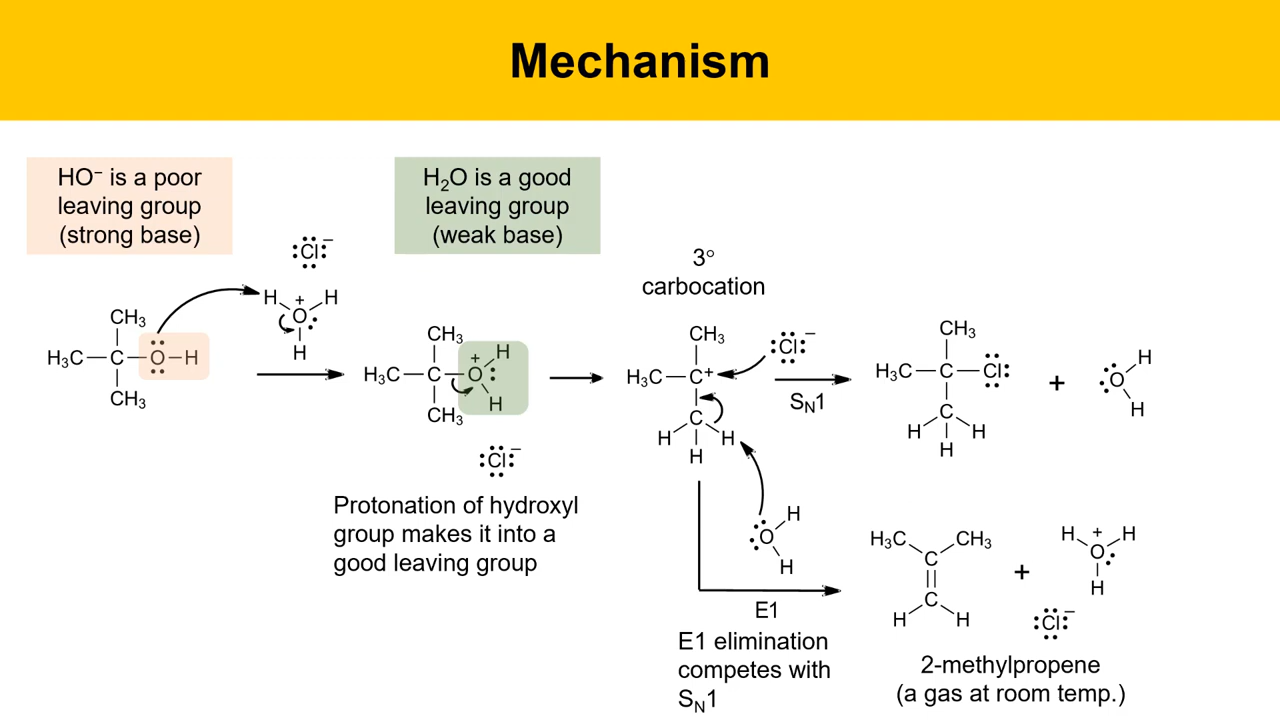 Mechanism
HO⁻ is a poor
leaving group
(strong base)
H₂O is a good
leaving group
(weak base)
:Cl:⁻
H H
+
O:
H
CH₃
H₃C–C–O–H
CH₃
CH₃
H₃C–C–O:
+
H
H
CH₃
:Cl:⁻
Protonation of hydroxyl
group makes it into a
good leaving group
3°
carbocation
CH₃
:Cl:⁻
H₃C–C+
C
H H
H
Sɴ1
CH₃
H₃C–C–Cl:
C
H H
H
+
H
:O
H
H
:O
H
E1
E1 elimination
competes with
Sɴ1
H₃C CH₃
C
C
H H
+
H + H
O:
H
:Cl:⁻
2-methylpropene
(a gas at room temp.)